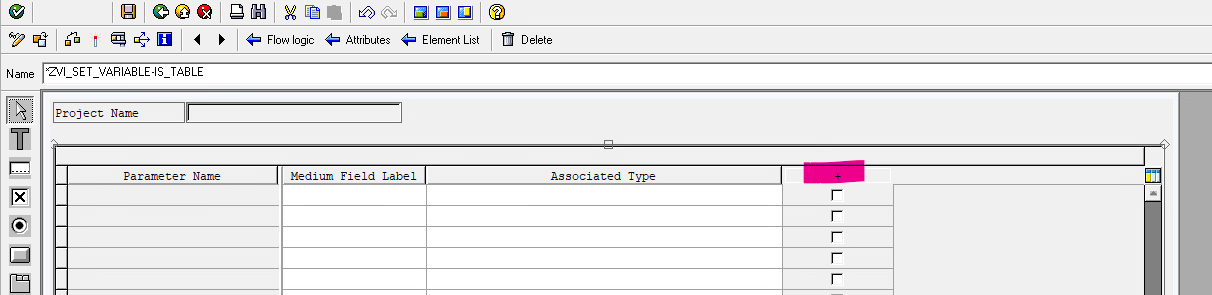 Flow logic Attributes Element List Delete
Name *ZVI_SET_VARIABLE-IS_TABLE
Project Name
Parameter Name Medium Field Label Associated Type +